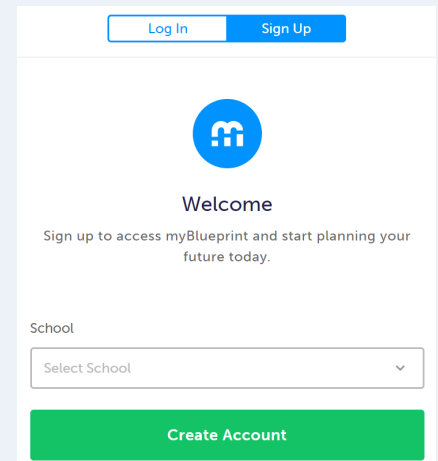 Log In
Sign Up
Welcome
Sign up to access myBlueprint and start planning your
future today.
School
Select School
Create Account